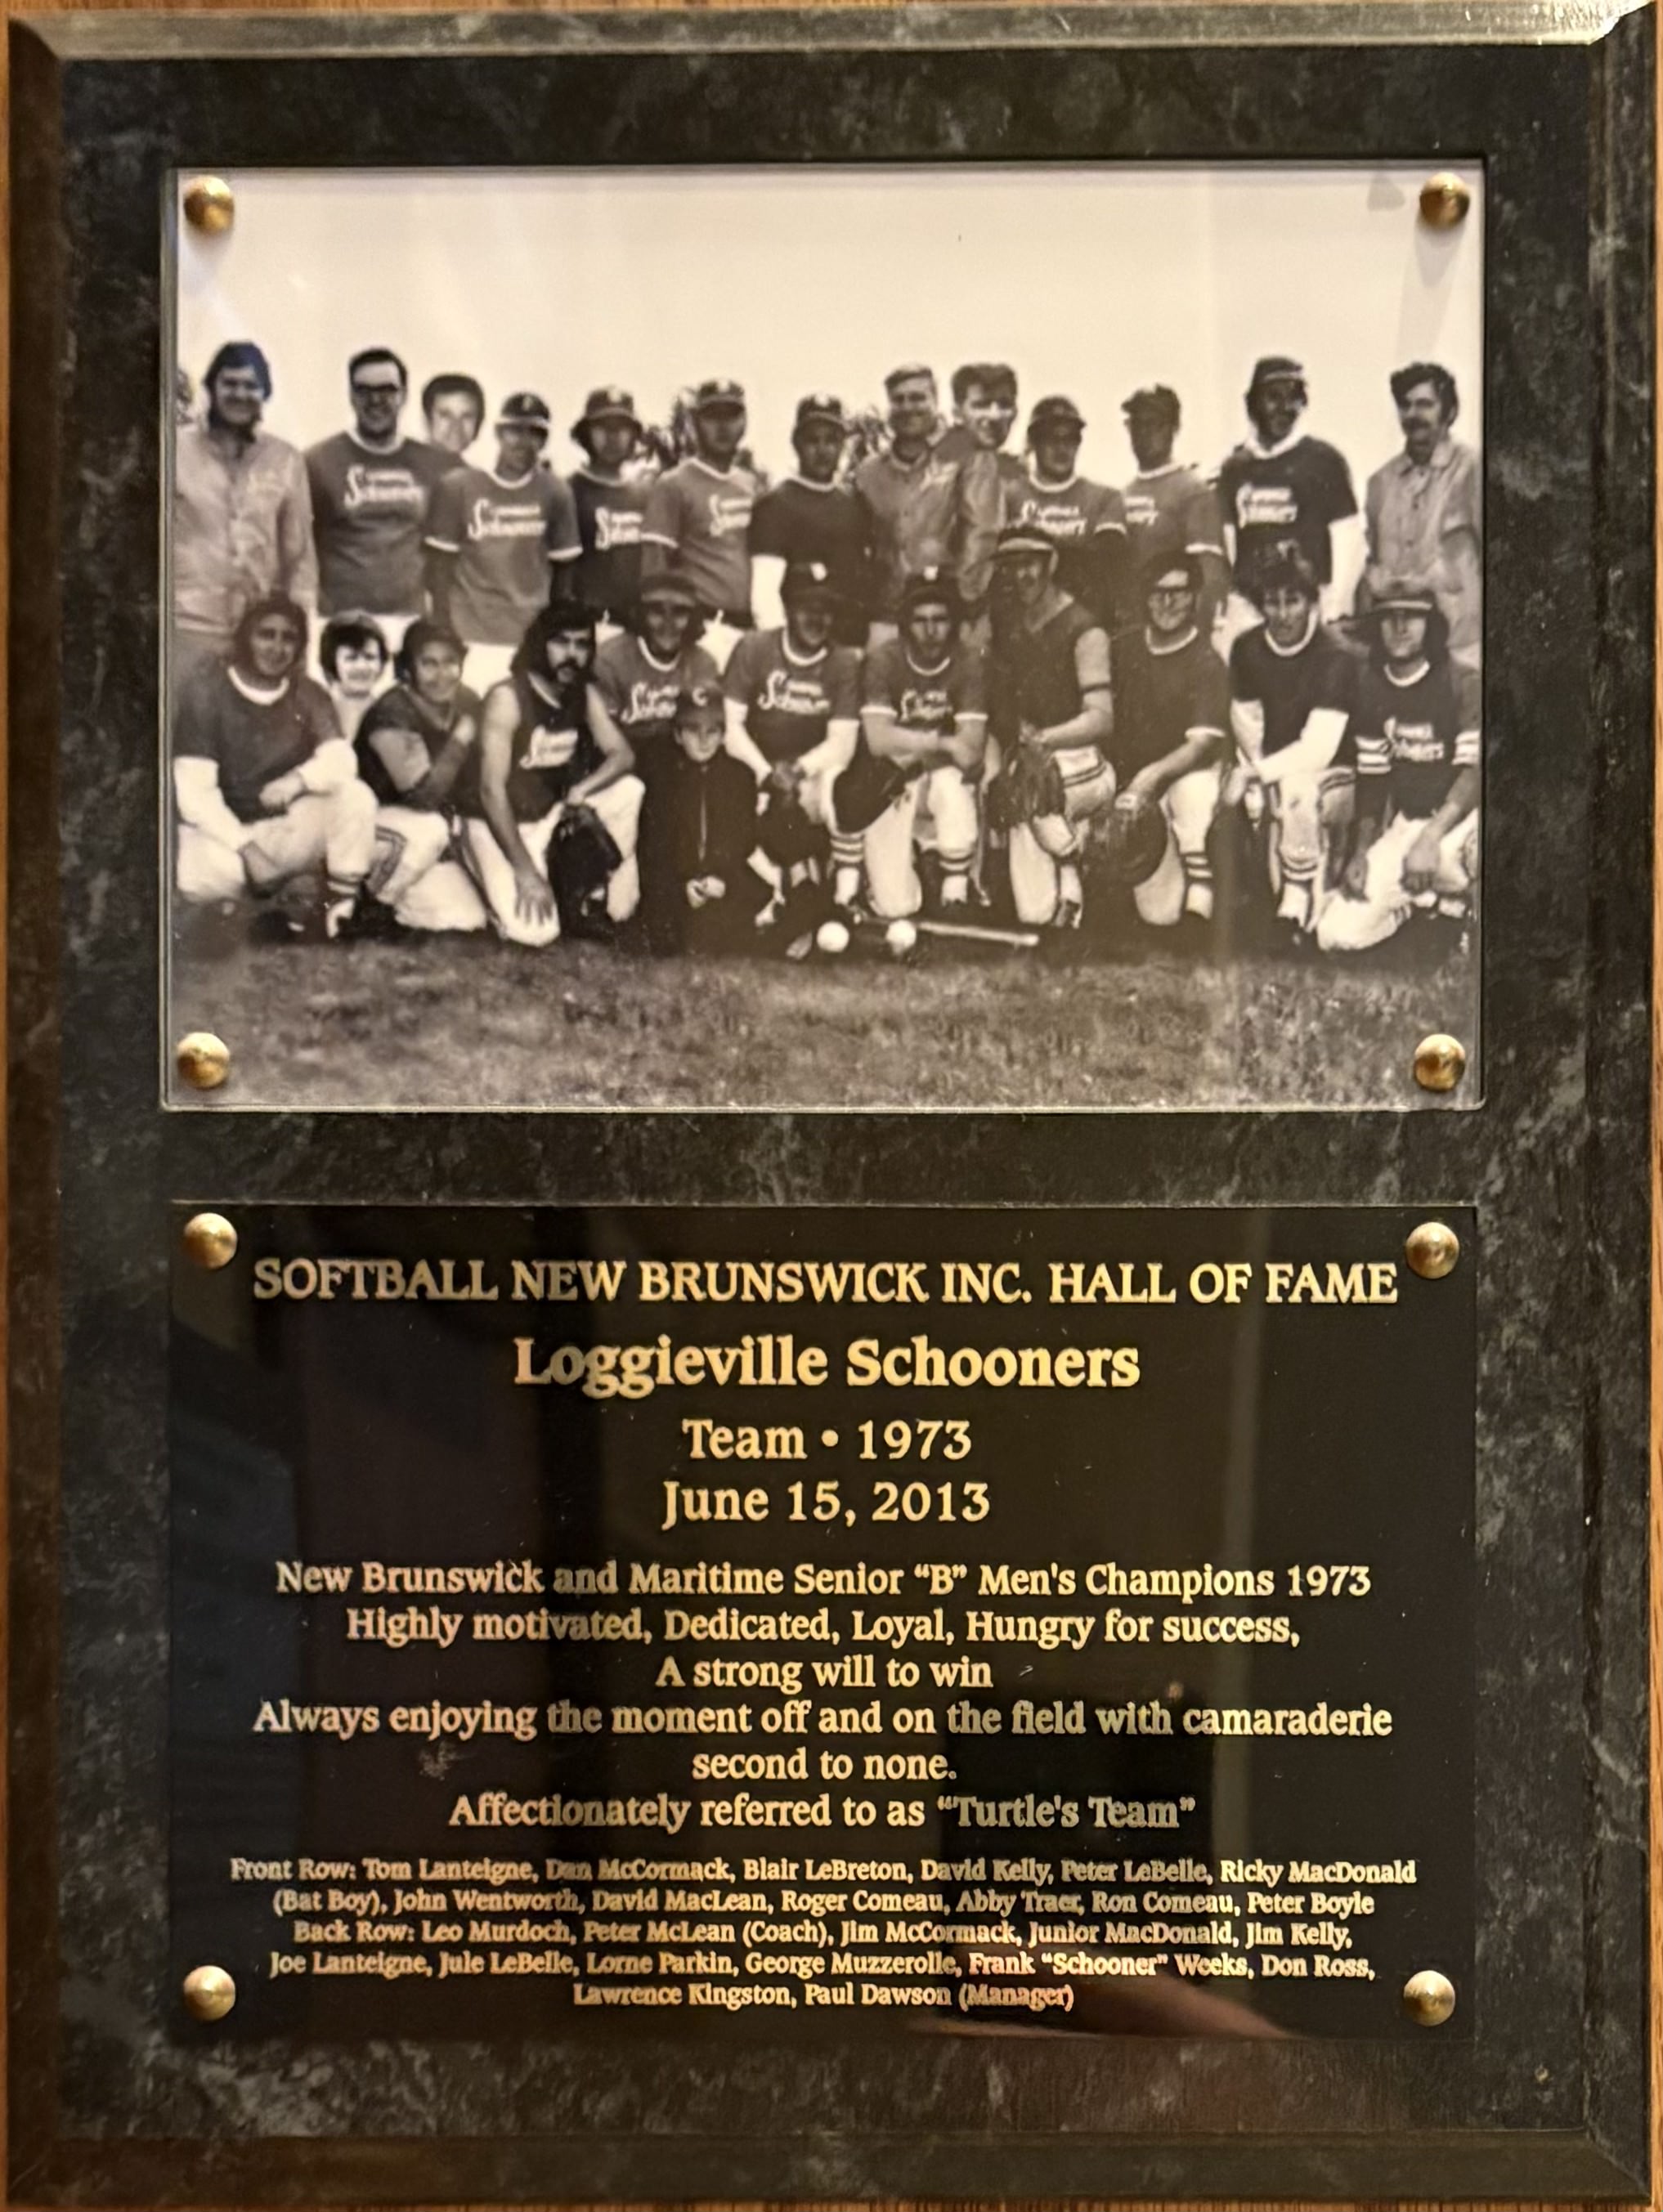 SOFTBALL NEW BRUNSWICK INC. HALL OF FAME
Loggieville Schooners
Team • 1973
June 15, 2013
New Brunswick and Maritime Senior “B” Men's Champions 1973
Highly motivated, Dedicated, Loyal, Hungry for success,
A strong will to win
Always enjoying the moment off and on the field with camaraderie
second to none.
Affectionately referred to as “Turtle's Team”
Front Row: Tom Lanteigne, Dan McCormack, Blair LeBreton, David Kelly, Peter LeBelle, Ricky MacDonald
(Bat Boy), John Wentworth, David MacLean, Roger Comeau, Abby Traer, Ron Comeau, Peter Boyle
Back Row: Leo Murdoch, Peter McLean (Coach), Jim McCormack, Junior MacDonald, Jim Kelly,
Joe Lanteigne, Jule LeBelle, Lorne Parkin, George Muzzerolle, Frank “Schooner” Weeks, Don Ross,
Lawrence Kingston, Paul Dawson (Manager)